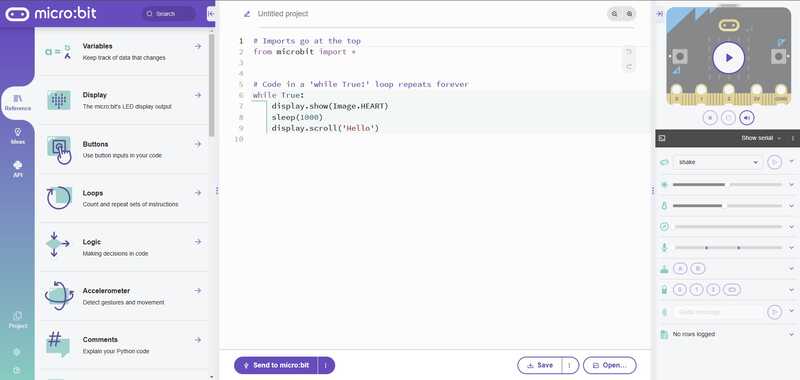 micro:bit
Search
Reference
Ideas
API
Project
Variables
Keep track of data that changes
Display
The micro:bit's LED display output
Buttons
Use button inputs in your code
Loops
Count and repeat sets of instructions
Logic
Making decisions in code
Accelerometer
Detect gestures and movement
Comments
Explain your Python code
Untitled project
1 # Imports go at the top
2 from microbit import *
3
4
5 # Code in a 'while True:' loop repeats forever
6 while True:
7 display.show(Image.HEART)
8 sleep(1000)
9 display.scroll('Hello')
10
Send to micro:bit
Save
Open...
0 1 2 3V GND
Show serial
shake
A B
0 1 2
Radio message
No rows logged